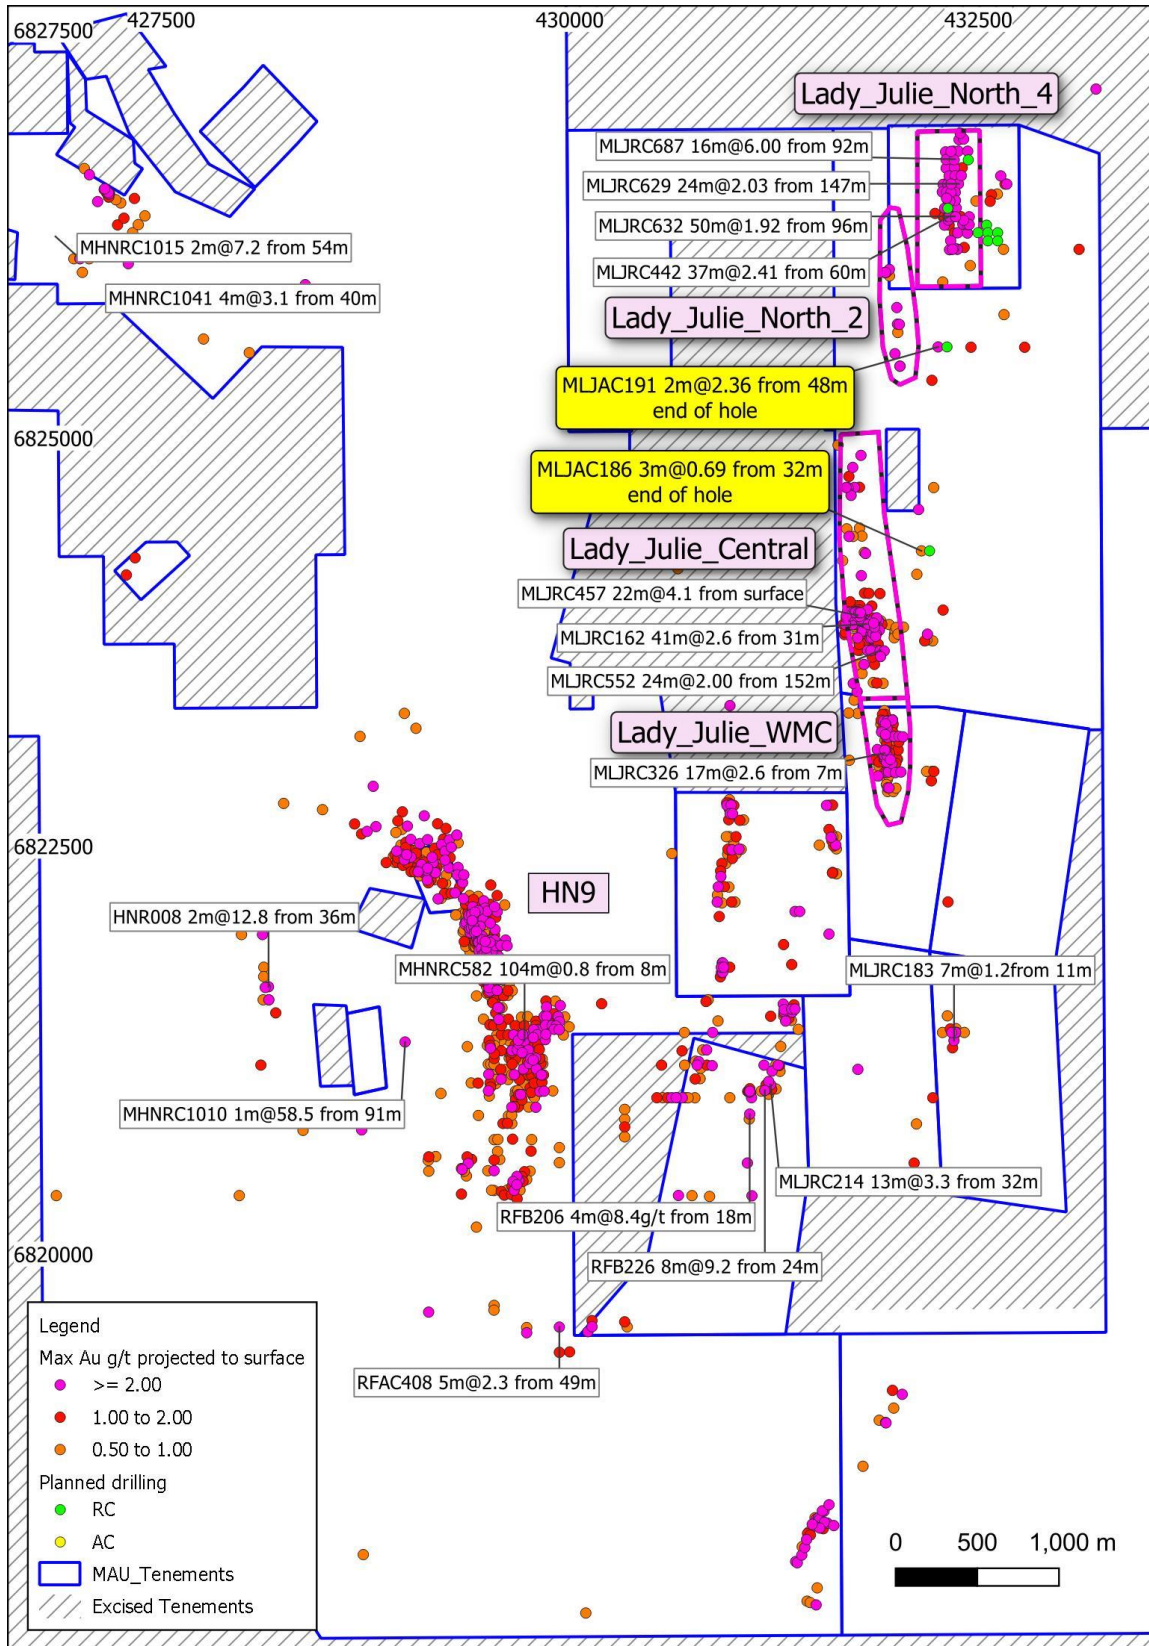 427500
430000
432500
6827500
Lady_Julie_North_4
MLJRC687 16m@6.00 from 92m
MLJRC629 24m@2.03 from 147m
MLJRC632 50m@1.92 from 96m
MHNRC1015 2m@7.2 from 54m
MLJRC442 37m@2.41 from 60m
MHNRC1041 4m@3.1 from 40m
Lady_Julie_North_2
MLJAC191 2m@2.36 from 48m
end of hole
6825000
MLJAC186 3m@0.69 from 32m
end of hole
Lady_Julie_Central
MLJRC457 22m@4.1 from surface
MLJRC162 41m@2.6 from 31m
MLJRC552 24m@2.00 from 152m
Lady_Julie_WMC
MLJRC326 17m@2.6 from 7m
6822500
HN9
HNR008 2m@12.8 from 36m
MHNRC582 104m@0.8 from 8m
MLJRC183 7m@1.2from 11m
MHNRC1010 1m@58.5 from 91m
MLJRC214 13m@3.3 from 32m
RFB206 4m@8.4g/t from 18m
6820000
RFB226 8m@9.2 from 24m
RFAC408 5m@2.3 from 49m
Legend
Max Au g/t projected to surface
>= 2.00
1.00 to 2.00
0.50 to 1.00
Planned drilling
RC
AC
MAU_Tenements
Excised Tenements
0 500 1,000 m